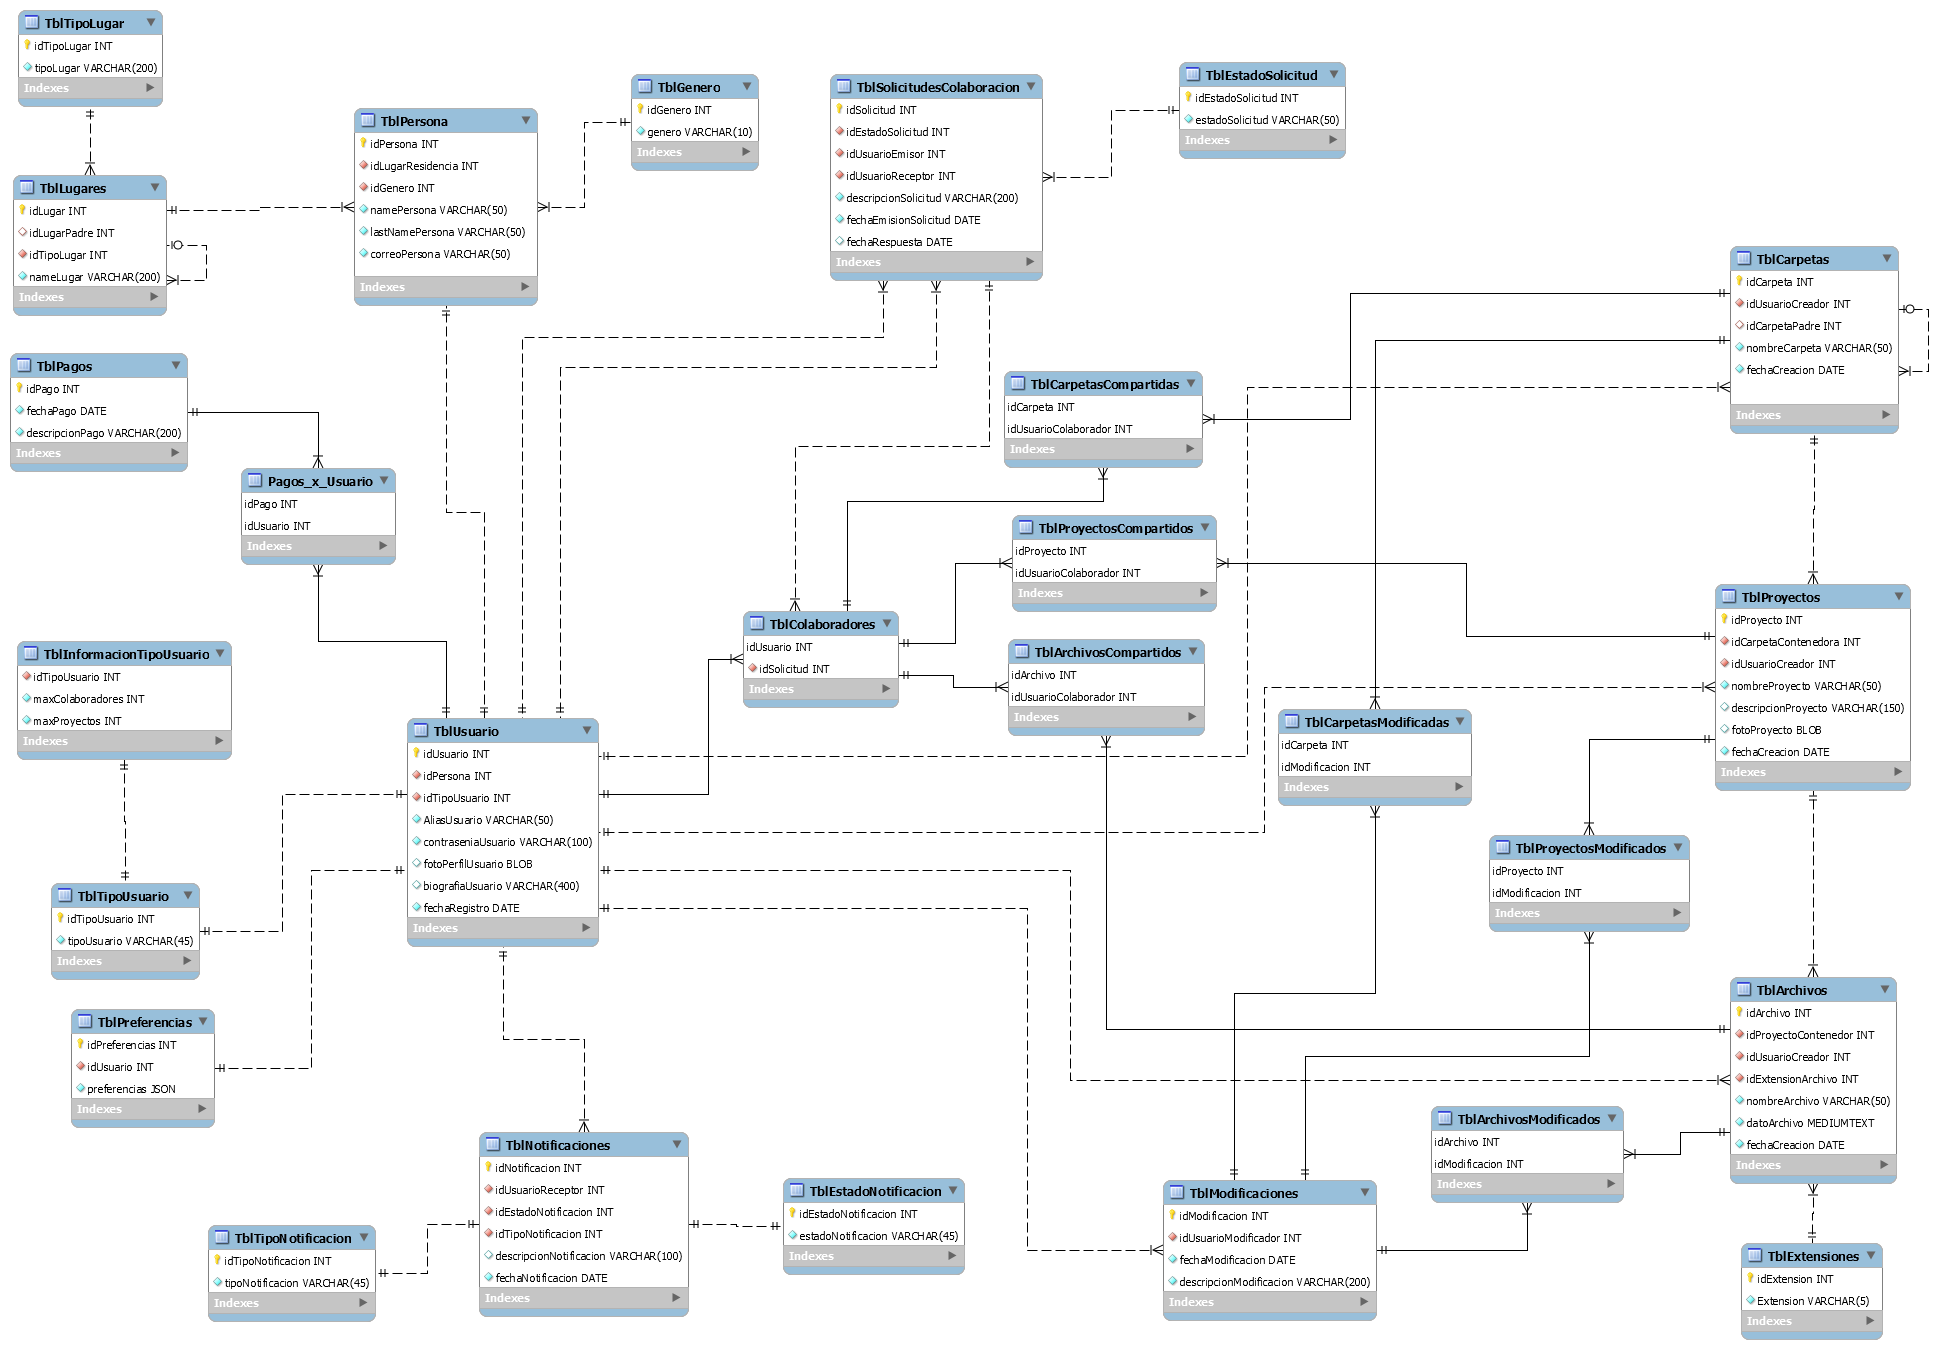 TblTipoLugar
idTipoLugar INT
tipoLugar VARCHAR(200)
Indexes
TblLugares
idLugar INT
idLugarPadre INT
idTipoLugar INT
nameLugar VARCHAR(200)
Indexes
TblPersona
idPersona INT
idLugarResidencia INT
idGenero INT
namePersona VARCHAR(50)
lastNamePersona VARCHAR(50)
correoPersona VARCHAR(50)
Indexes
TblGenero
idGenero INT
genero VARCHAR(10)
Indexes
TblSolicitudesColaboracion
idSolicitud INT
idEstadoSolicitud INT
idUsuarioEmisor INT
idUsuarioReceptor INT
descripcionSolicitud VARCHAR(200)
fechaEmisionSolicitud DATE
fechaRespuesta DATE
Indexes
TblEstadoSolicitud
idEstadoSolicitud INT
estadoSolicitud VARCHAR(50)
Indexes
TblCarpetas
idCarpeta INT
idUsuarioCreador INT
idCarpetaPadre INT
nombreCarpeta VARCHAR(50)
fechaCreacion DATE
Indexes
TblPagos
idPago INT
fechaPago DATE
descripcionPago VARCHAR(200)
Indexes
Pagos_x_Usuario
idPago INT
idUsuario INT
Indexes
TblCarpetasCompartidas
idCarpeta INT
idUsuarioColaborador INT
Indexes
TblProyectosCompartidos
idProyecto INT
idUsuarioColaborador INT
Indexes
TblColaboradores
idUsuario INT
idSolicitud INT
Indexes
TblArchivosCompartidos
idArchivo INT
idUsuarioColaborador INT
Indexes
TblProyectos
idProyecto INT
idCarpetaContenedora INT
idUsuarioCreador INT
nombreProyecto VARCHAR(50)
descripcionProyecto VARCHAR(150)
fotoProyecto BLOB
fechaCreacion DATE
Indexes
TblInformacionTipoUsuario
idTipoUsuario INT
maxColaboradores INT
maxProyectos INT
Indexes
TblUsuario
idUsuario INT
idPersona INT
idTipoUsuario INT
AliasUsuario VARCHAR(50)
contraseniaUsuario VARCHAR(100)
fotoPerfilUsuario BLOB
biografiaUsuario VARCHAR(400)
fechaRegistro DATE
Indexes
TblCarpetasModificadas
idCarpeta INT
idModificacion INT
Indexes
TblProyectosModificados
idProyecto INT
idModificacion INT
Indexes
TblTipoUsuario
idTipoUsuario INT
tipoUsuario VARCHAR(45)
Indexes
TblPreferencias
idPreferencias INT
idUsuario INT
preferencias JSON
Indexes
TblArchivos
idArchivo INT
idProyectoContenedor INT
idUsuarioCreador INT
idExtensionArchivo INT
nombreArchivo VARCHAR(50)
datoArchivo MEDIUMTEXT
fechaCreacion DATE
Indexes
TblNotificaciones
idNotificacion INT
idUsuarioReceptor INT
idEstadoNotificacion INT
idTipoNotificacion INT
descripcionNotificacion VARCHAR(100)
fechaNotificacion DATE
Indexes
TblArchivosModificados
idArchivo INT
idModificacion INT
Indexes
TblEstadoNotificacion
idEstadoNotificacion INT
estadoNotificacion VARCHAR(45)
Indexes
TblModificaciones
idModificacion INT
idUsuarioModificador INT
fechaModificacion DATE
descripcionModificacion VARCHAR(200)
Indexes
TblTipoNotificacion
idTipoNotificacion INT
tipoNotificacion VARCHAR(45)
Indexes
TblExtensiones
idExtension INT
Extension VARCHAR(5)
Indexes